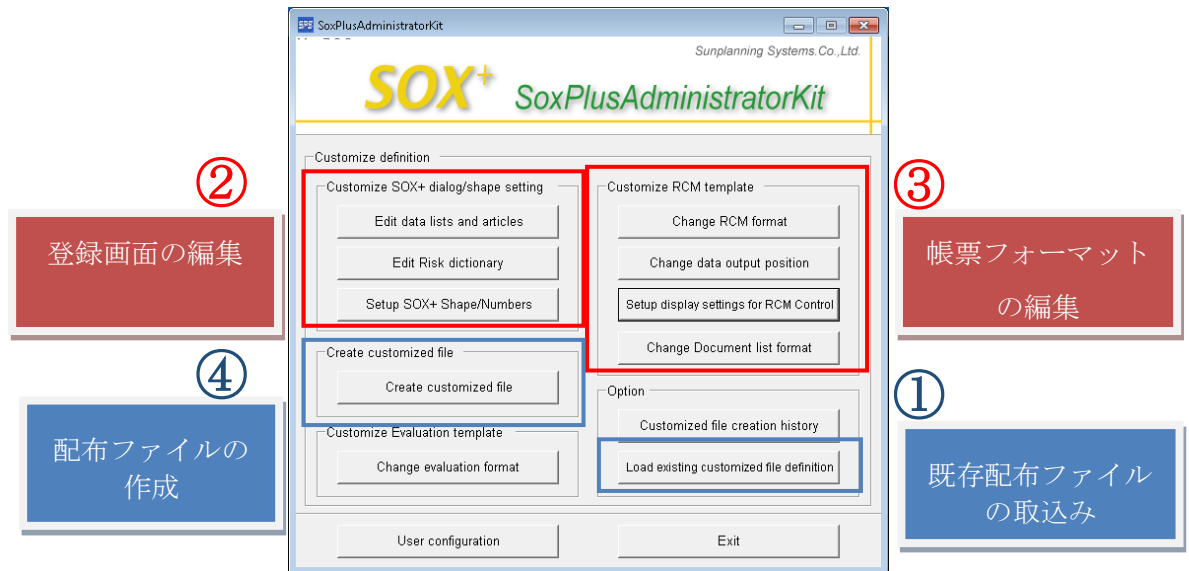 SoxPlusAdministratorKit
Sunplanning Systems.Co.,Ltd.
SOX+ SoxPlusAdministratorKit
Customize definition
②
登録画面の編集
Customize SOX+ dialog/shape setting
Edit data lists and articles
Edit Risk dictionary
Setup SOX+ Shape/Numbers
Customize RCM template
Change RCM format
Change data output position
Setup display settings for RCM Control
Change Document list format
③
帳票フォーマット
の編集
④
配布ファイルの
作成
Create customized file
Create customized file
Customize Evaluation template
Change evaluation format
Option
Customized file creation history
Load existing customized file definition
①
既存配布ファイル
の取込み
User configuration
Exit